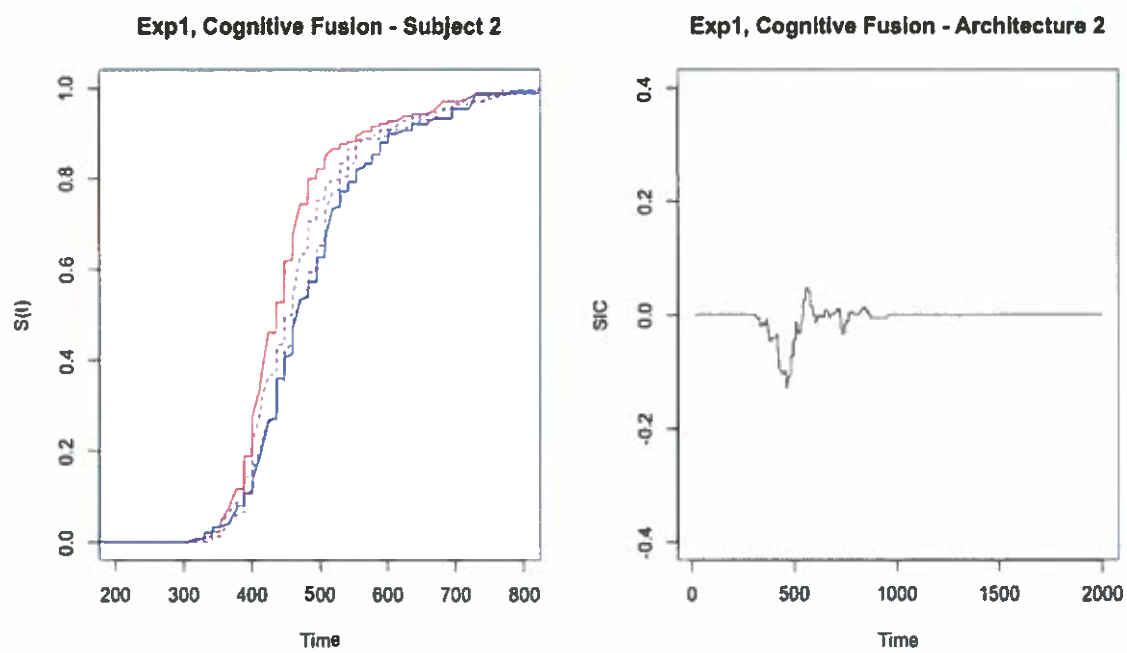 Exp1, Cognitive Fusion - Subject 2
S(t)
1.0
0.8
0.6
0.4
0.2
0.0
200 300 400 500 600 700 800
Time
Exp1, Cognitive Fusion - Architecture 2
SIC
0.4
0.2
0.0
-0.2
-0.4
0 500 1000 1500 2000
Time